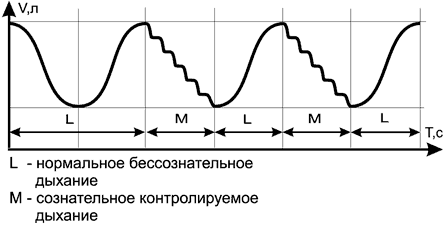 V,л
L M L M L
T,с
L - нормальное бессознательное
дыхание
M - сознательное контролируемое
дыхание